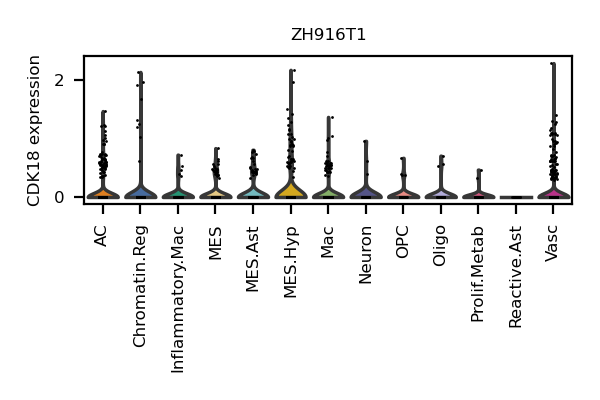 ZH916T1
CDK18 expression
2
0
AC
Chromatin.Reg
Inflammatory.Mac
MES
MES.Ast
MES.Hyp
Mac
Neuron
OPC
Oligo
Prolif.Metab
Reactive.Ast
Vasc